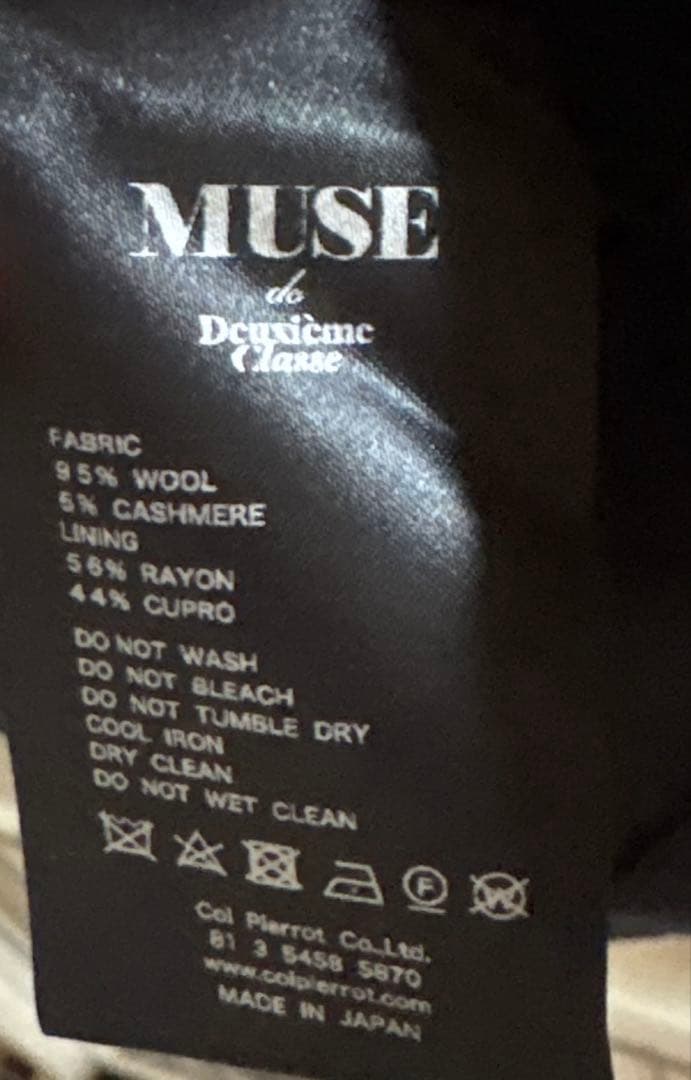 MUSE
de
Deuxième
Classe
FABRIC
95% WOOL
5% CASHMERE
LINING
56% RAYON
44% CUPRO
DO NOT WASH
DO NOT BLEACH
DO NOT TUMBLE DRY
COOL IRON
DRY CLEAN
DO NOT WET CLEAN
F
W
Col Pierrot Co.,Ltd.
81 3 5458 5870
www.colpierrot.com
MADE IN JAPAN